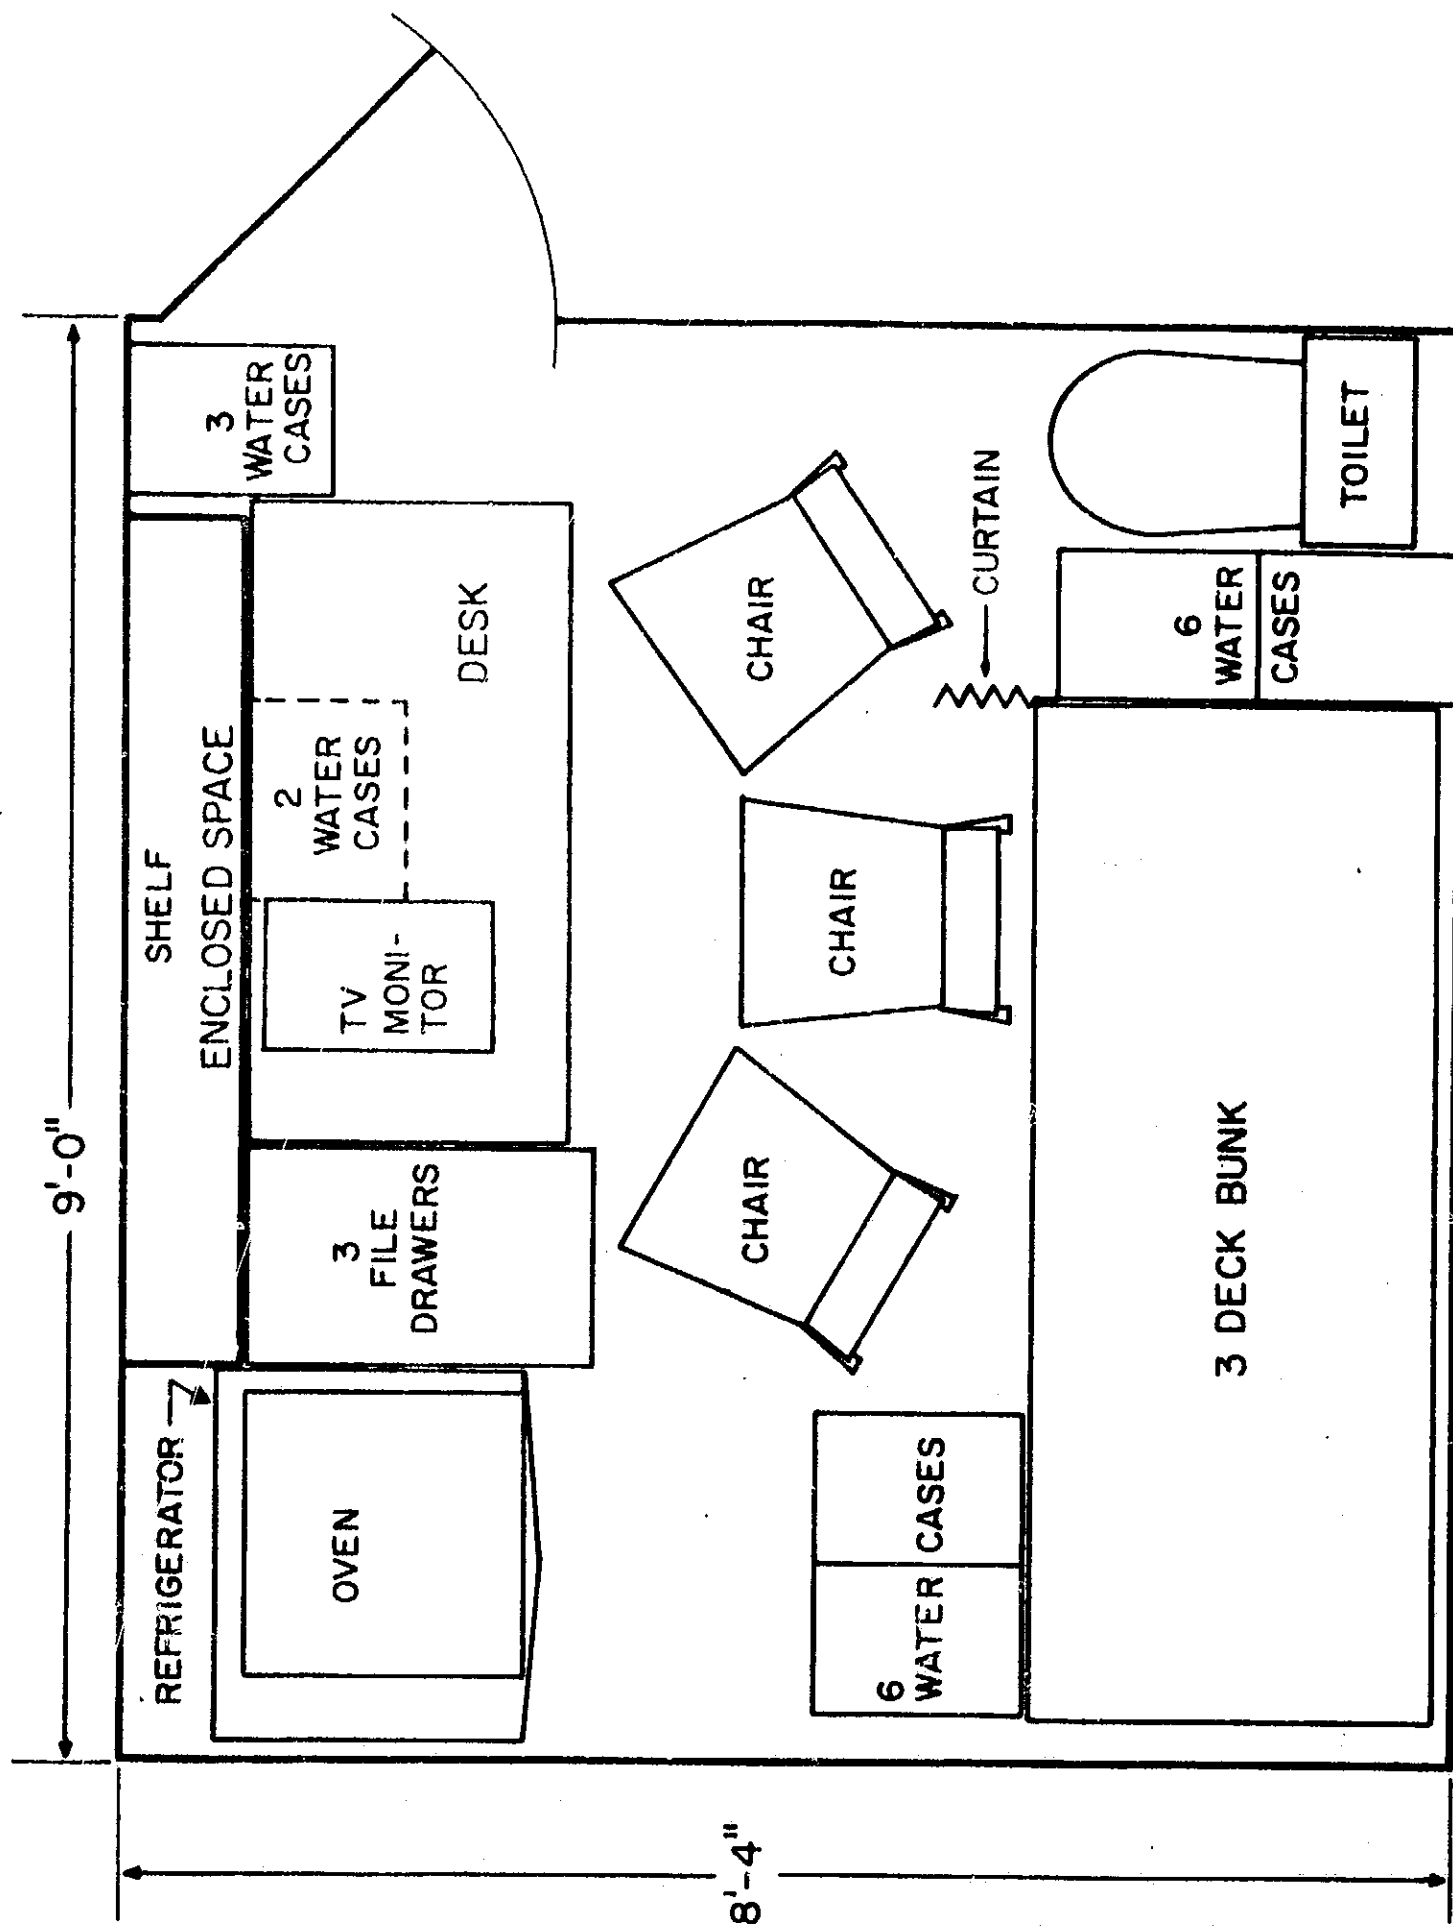 9'-0"
8'-4"
REFRIGERATOR
OVEN
SHELF
ENCLOSED SPACE
3
FILE
DRAWERS
TV
MONI-
TOR
2
WATER
CASES
DESK
3
WATER
CASES
CHAIR
CHAIR
CHAIR
CURTAIN
6
WATER CASES
3 DECK BUNK
6
WATER
CASES
TOILET